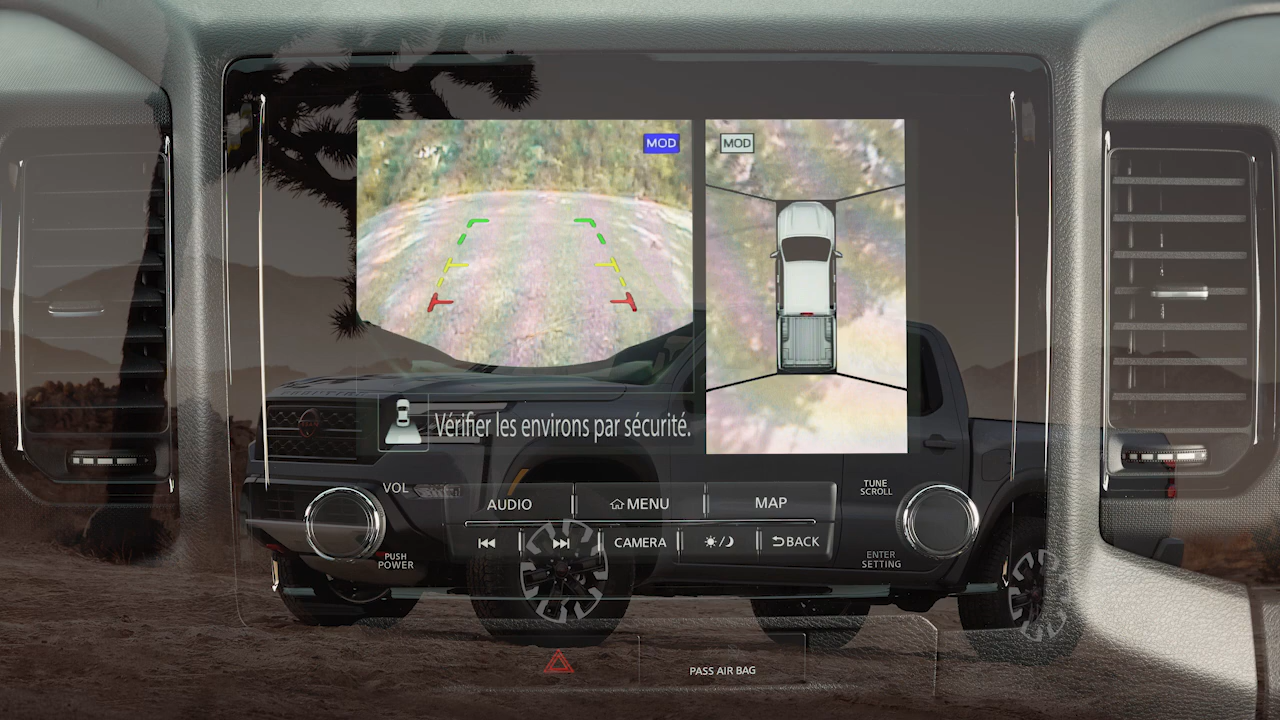 MOD
MOD
Vérifier les environs par sécurité.
VOL
TUNE
SCROLL
AUDIO
MENU
MAP
CAMERA
BACK
PUSH
POWER
ENTER
SETTING
PASS AIR BAG